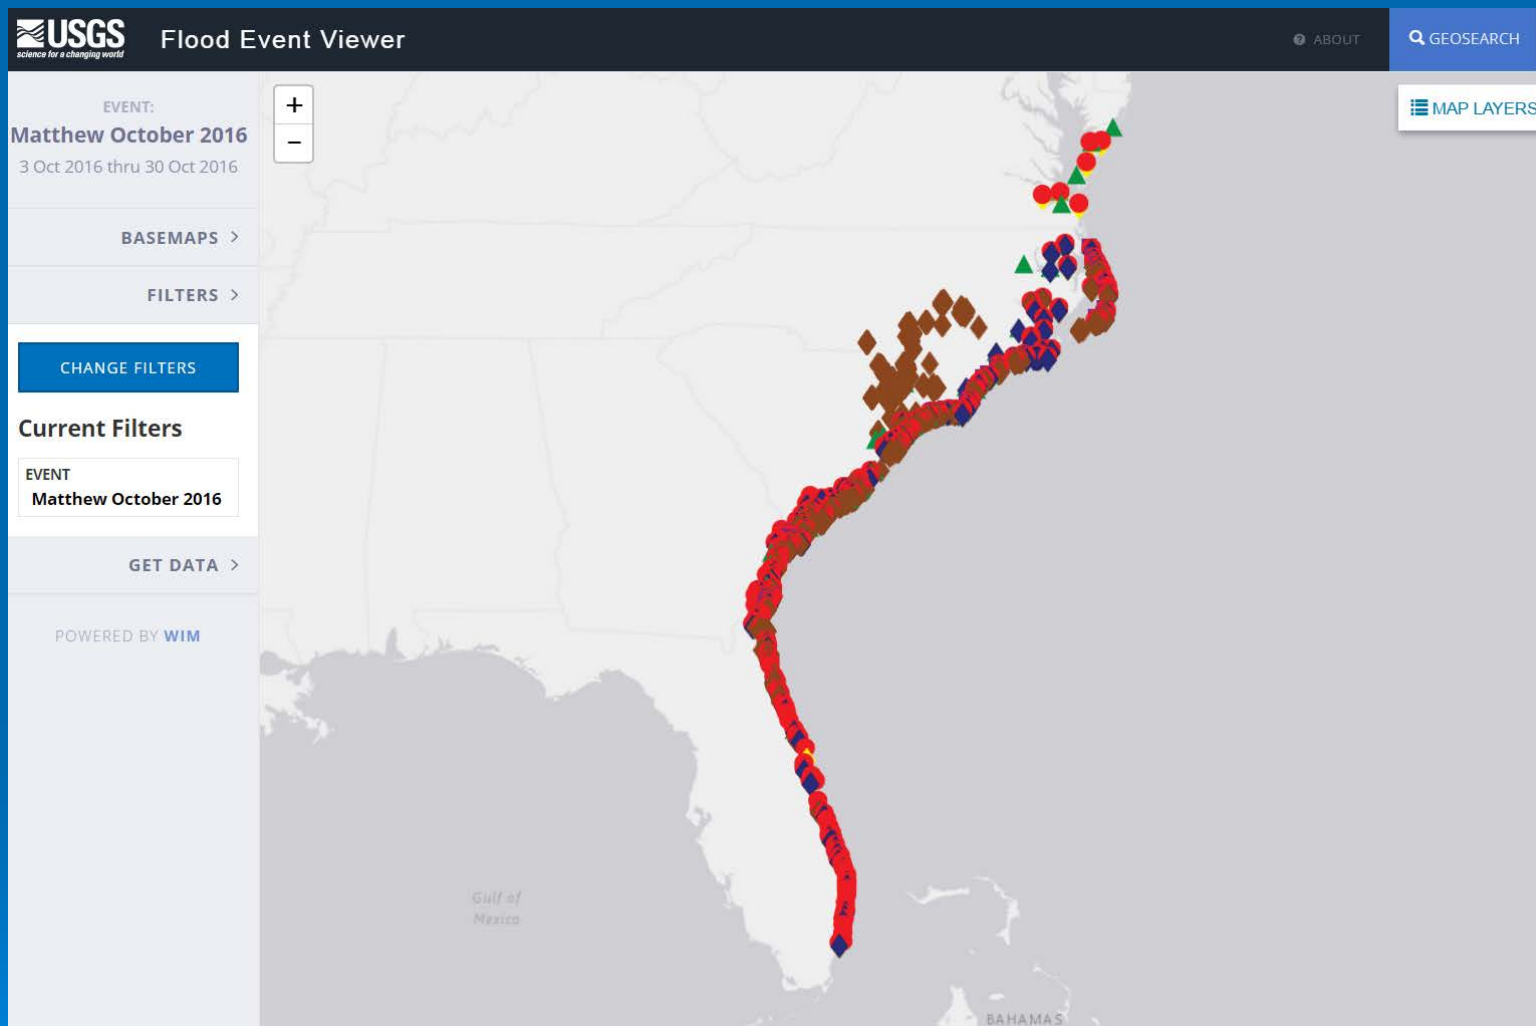 USGS
science for a changing world
Flood Event Viewer
ABOUT
GEOSEARCH
EVENT:
Matthew October 2016
3 Oct 2016 thru 30 Oct 2016
BASEMAPS
FILTERS
CHANGE FILTERS
Current Filters
EVENT
Matthew October 2016
GET DATA
POWERED BY WIM
+
−
MAP LAYERS
Gulf of
Mexico
BAHAMAS